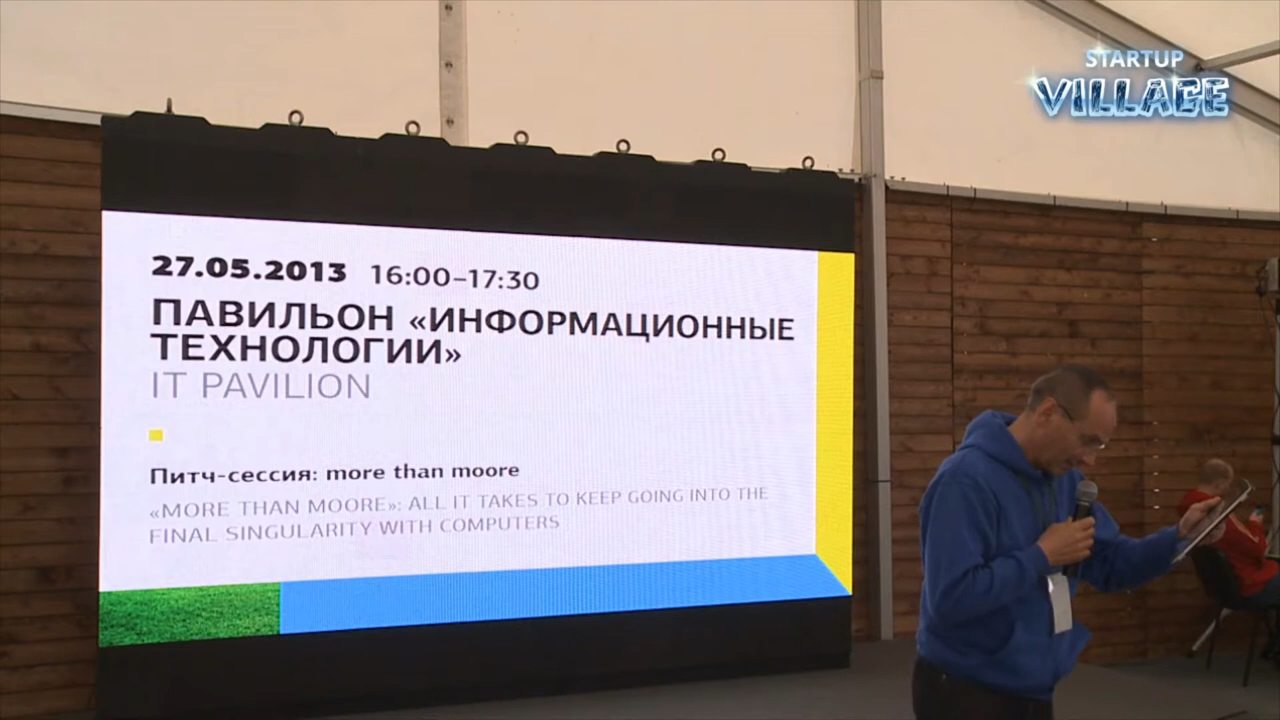 STARTUP
VILLAGE
27.05.2013 16:00–17:30
ПАВИЛЬОН «ИНФОРМАЦИОННЫЕ
ТЕХНОЛОГИИ»
IT PAVILION
Питч-сессия: more than moore
«MORE THAN MOORE»: ALL IT TAKES TO KEEP GOING INTO THE
FINAL SINGULARITY WITH COMPUTERS